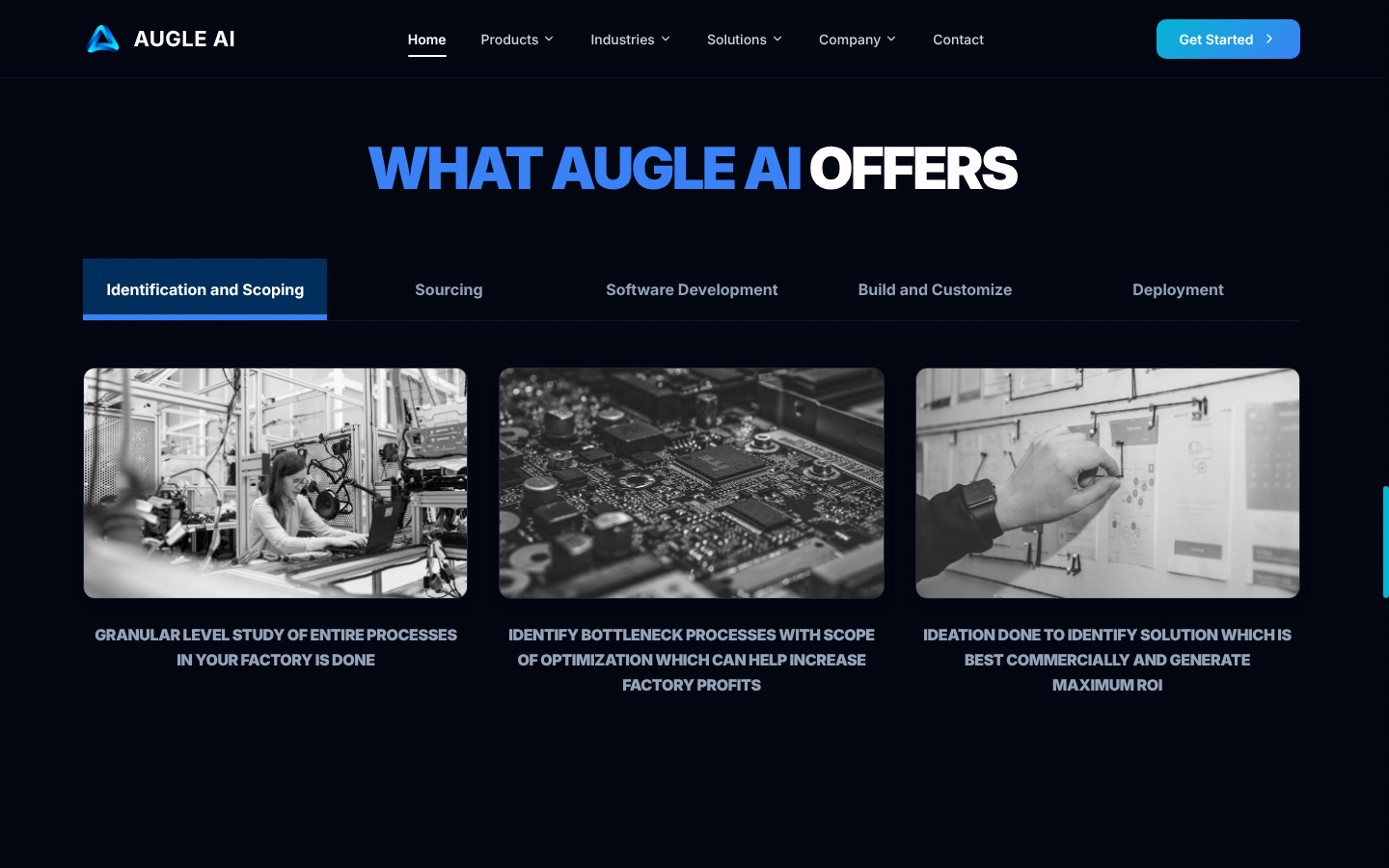 AUGLE AI
Home
Products
Industries
Solutions
Company
Contact
Get Started
WHAT AUGLE AI OFFERS
Identification and Scoping
Sourcing
Software Development
Build and Customize
Deployment
GRANULAR LEVEL STUDY OF ENTIRE PROCESSES
IN YOUR FACTORY IS DONE
IDENTIFY BOTTLENECK PROCESSES WITH SCOPE
OF OPTIMIZATION WHICH CAN HELP INCREASE
FACTORY PROFITS
IDEATION DONE TO IDENTIFY SOLUTION WHICH IS
BEST COMMERCIALLY AND GENERATE
MAXIMUM ROI